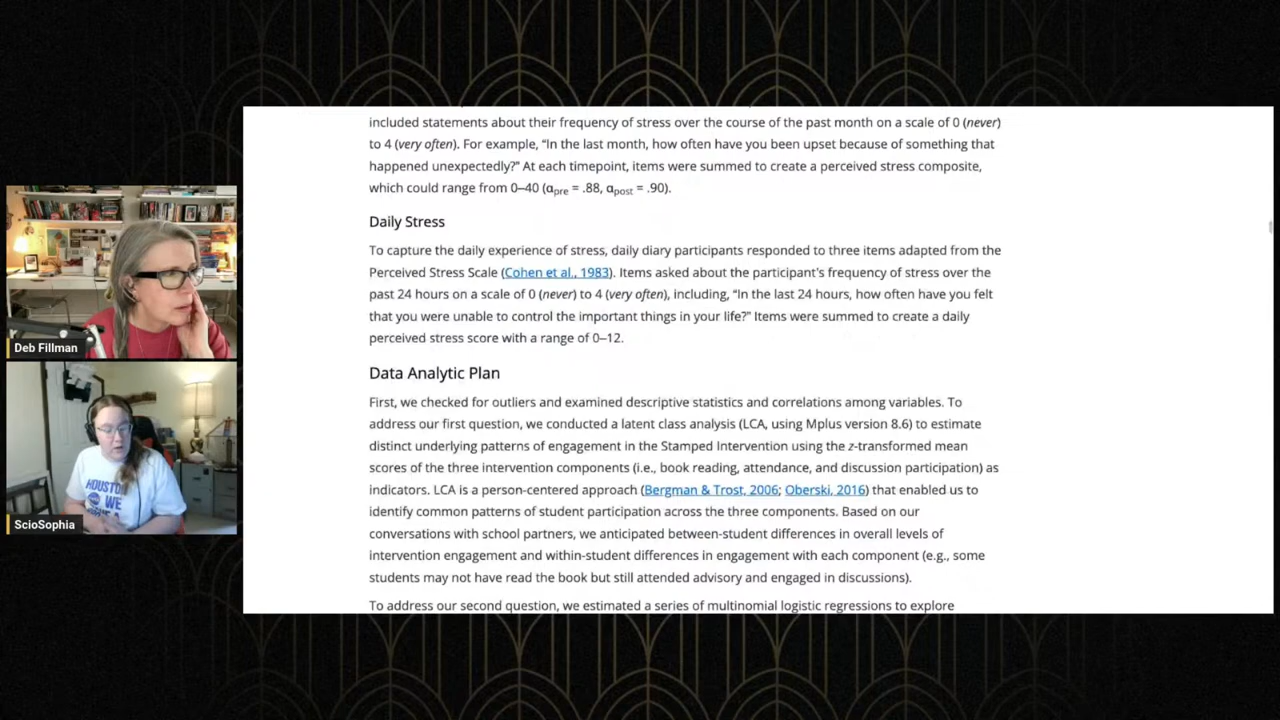 included statements about their frequency of stress over the course of the past month on a scale of 0 (never)
to 4 (very often). For example, “In the last month, how often have you been upset because of something that
happened unexpectedly?” At each timepoint, items were summed to create a perceived stress composite,
which could range from 0–40 (αpre = .88, αpost = .90).
Daily Stress
To capture the daily experience of stress, daily diary participants responded to three items adapted from the
Perceived Stress Scale (Cohen et al., 1983). Items asked about the participant’s frequency of stress over the
past 24 hours on a scale of 0 (never) to 4 (very often), including, “In the last 24 hours, how often have you felt
that you were unable to control the important things in your life?” Items were summed to create a daily
perceived stress score with a range of 0–12.
Data Analytic Plan
First, we checked for outliers and examined descriptive statistics and correlations among variables. To
address our first question, we conducted a latent class analysis (LCA, using Mplus version 8.6) to estimate
distinct underlying patterns of engagement in the Stamped Intervention using the z-transformed mean
scores of the three intervention components (i.e., book reading, attendance, and discussion participation) as
indicators. LCA is a person-centered approach (Bergman & Trost, 2006; Oberski, 2016) that enabled us to
identify common patterns of student participation across the three components. Based on our
conversations with school partners, we anticipated between-student differences in overall levels of
intervention engagement and within-student differences in engagement with each component (e.g., some
students may not have read the book but still attended advisory and engaged in discussions).
To address our second question, we estimated a series of multinomial logistic regressions to explore
Deb Fillman
HOUSTON
WE
ScioSophia